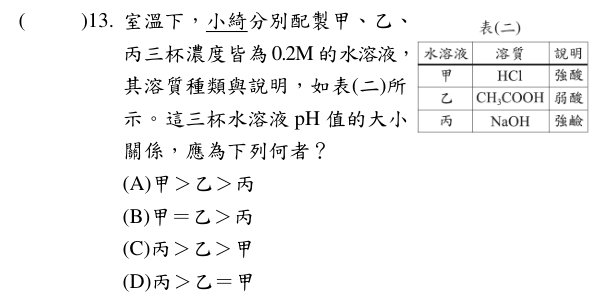 (　　)13. 室溫下，小綺分別配製甲、乙、
丙三杯濃度皆為0.2M的水溶液，
其溶質種類與說明，如表(二)所
示。這三杯水溶液 pH 值的大小
關係，應為下列何者？
(A)甲＞乙＞丙
(B)甲＝乙＞丙
(C)丙＞乙＞甲
(D)丙＞乙＝甲
表(二)
水溶液 溶質 說明
甲 HCl 強酸
乙 CH₃COOH 弱酸
丙 NaOH 強鹼